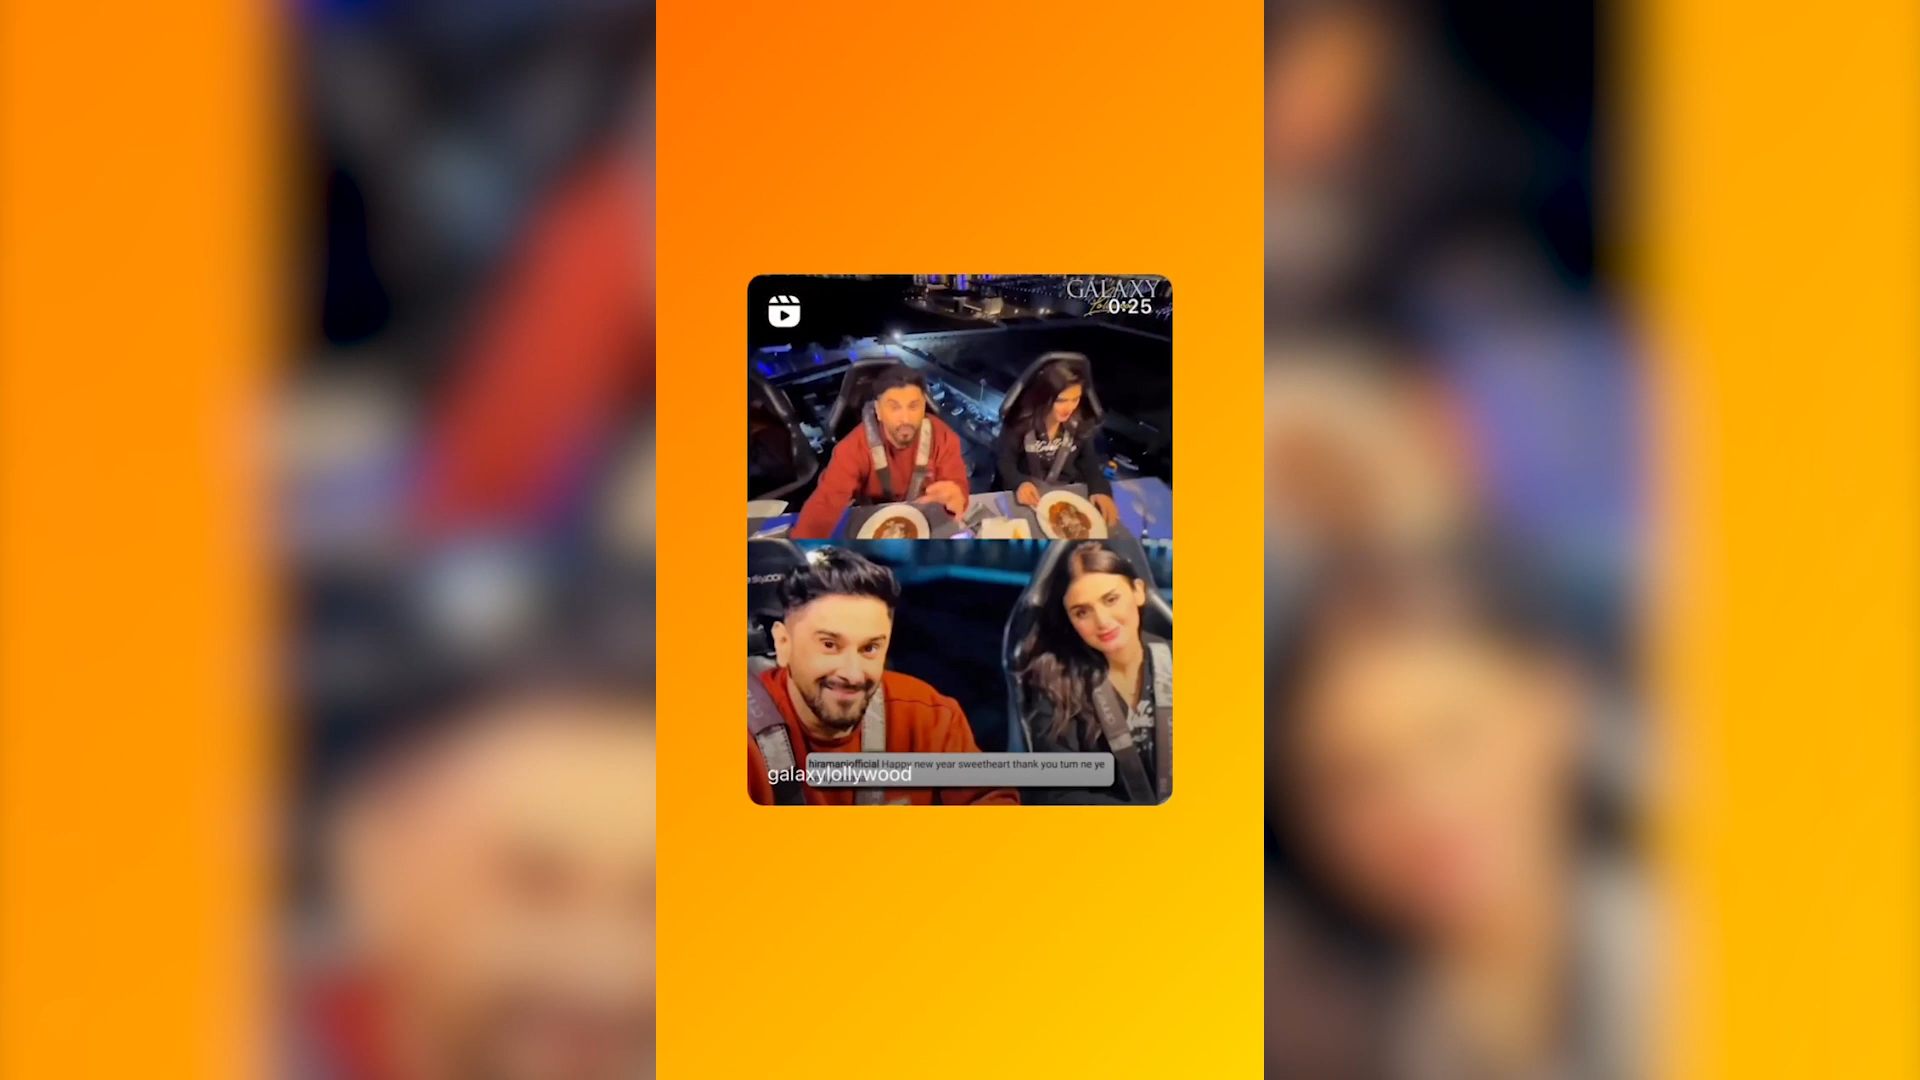 GALAXY
0:25
hiramaniofficial Happy new year sweetheart thank you tum ne ye
galaxylollywood